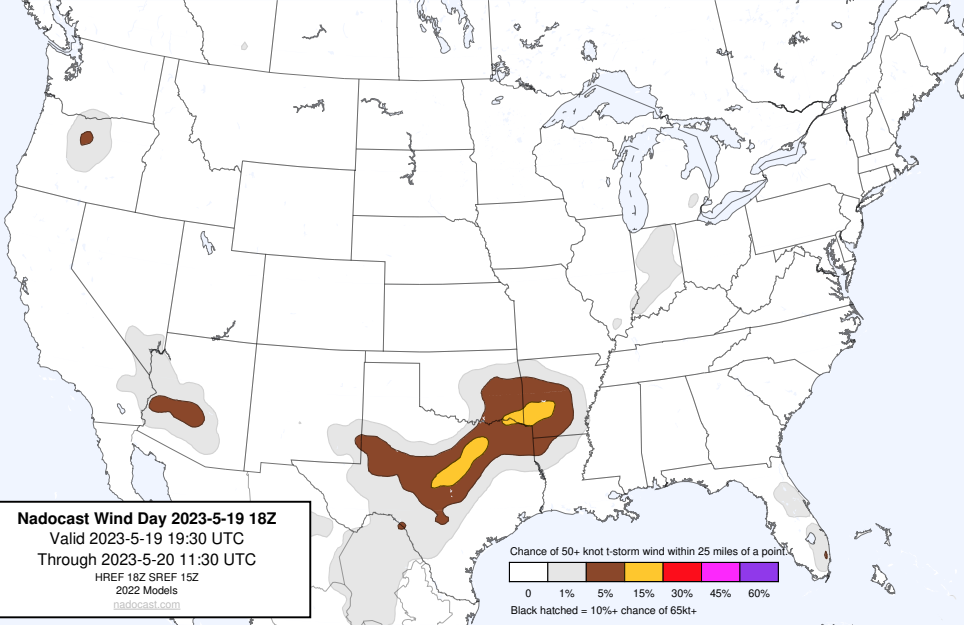 Nadocast Wind Day 2023-5-19 18Z
Valid 2023-5-19 19:30 UTC
Through 2023-5-20 11:30 UTC
HREF 18Z SREF 15Z
2022 Models
nadocast.com
Chance of 50+ knot t-storm wind within 25 miles of a point.
0 1% 5% 15% 30% 45% 60%
Black hatched = 10%+ chance of 65kt+